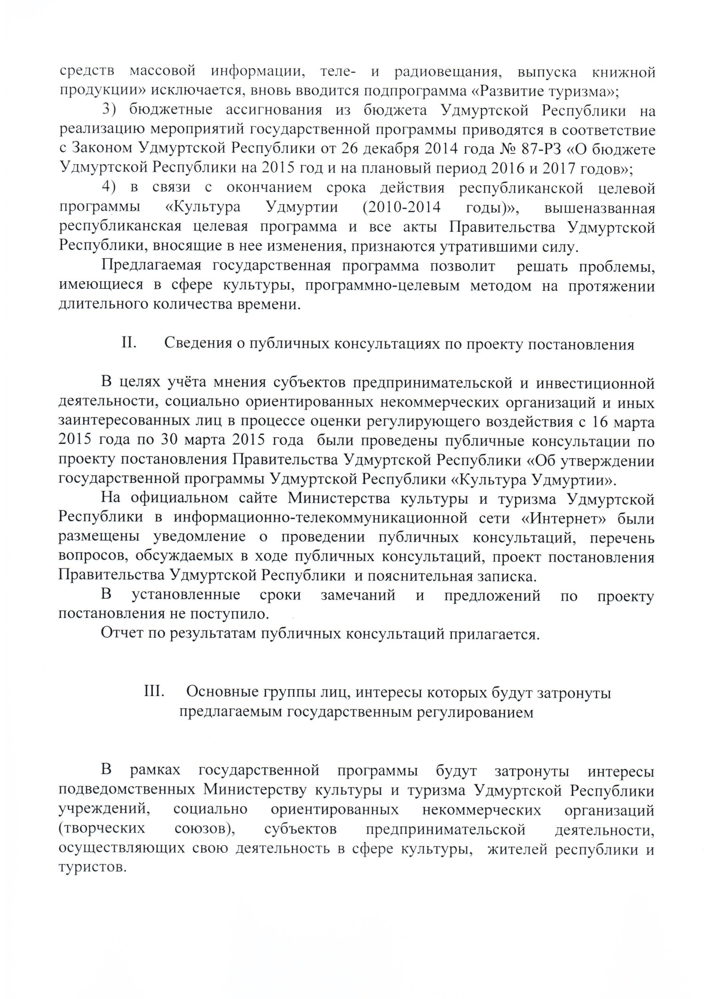 средств массовой информации, теле- и радиовещания, выпуска книжной
продукции» исключается, вновь вводится подпрограмма «Развитие туризма»;
3) бюджетные ассигнования из бюджета Удмуртской Республики на
реализацию мероприятий государственной программы приводятся в соответствие
с Законом Удмуртской Республики от 26 декабря 2014 года № 87-РЗ «О бюджете
Удмуртской Республики на 2015 год и на плановый период 2016 и 2017 годов»;
4) в связи с окончанием срока действия республиканской целевой
программы «Культура Удмуртии (2010-2014 годы)», вышеназванная
республиканская целевая программа и все акты Правительства Удмуртской
Республики, вносящие в нее изменения, признаются утратившими силу.
Предлагаемая государственная программа позволит решать проблемы,
имеющиеся в сфере культуры, программно-целевым методом на протяжении
длительного количества времени.
II. Сведения о публичных консультациях по проекту постановления
В целях учёта мнения субъектов предпринимательской и инвестиционной
деятельности, социально ориентированных некоммерческих организаций и иных
заинтересованных лиц в процессе оценки регулирующего воздействия с 16 марта
2015 года по 30 марта 2015 года были проведены публичные консультации по
проекту постановления Правительства Удмуртской Республики «Об утверждении
государственной программы Удмуртской Республики «Культура Удмуртии».
На официальном сайте Министерства культуры и туризма Удмуртской
Республики в информационно-телекоммуникационной сети «Интернет» были
размещены уведомление о проведении публичных консультаций, перечень
вопросов, обсуждаемых в ходе публичных консультаций, проект постановления
Правительства Удмуртской Республики и пояснительная записка.
В установленные сроки замечаний и предложений по проекту
постановления не поступило.
Отчет по результатам публичных консультаций прилагается.
III. Основные группы лиц, интересы которых будут затронуты
предлагаемым государственным регулированием
В рамках государственной программы будут затронуты интересы
подведомственных Министерству культуры и туризма Удмуртской Республики
учреждений, социально ориентированных некоммерческих организаций
(творческих союзов), субъектов предпринимательской деятельности,
осуществляющих свою деятельность в сфере культуры, жителей республики и
туристов.